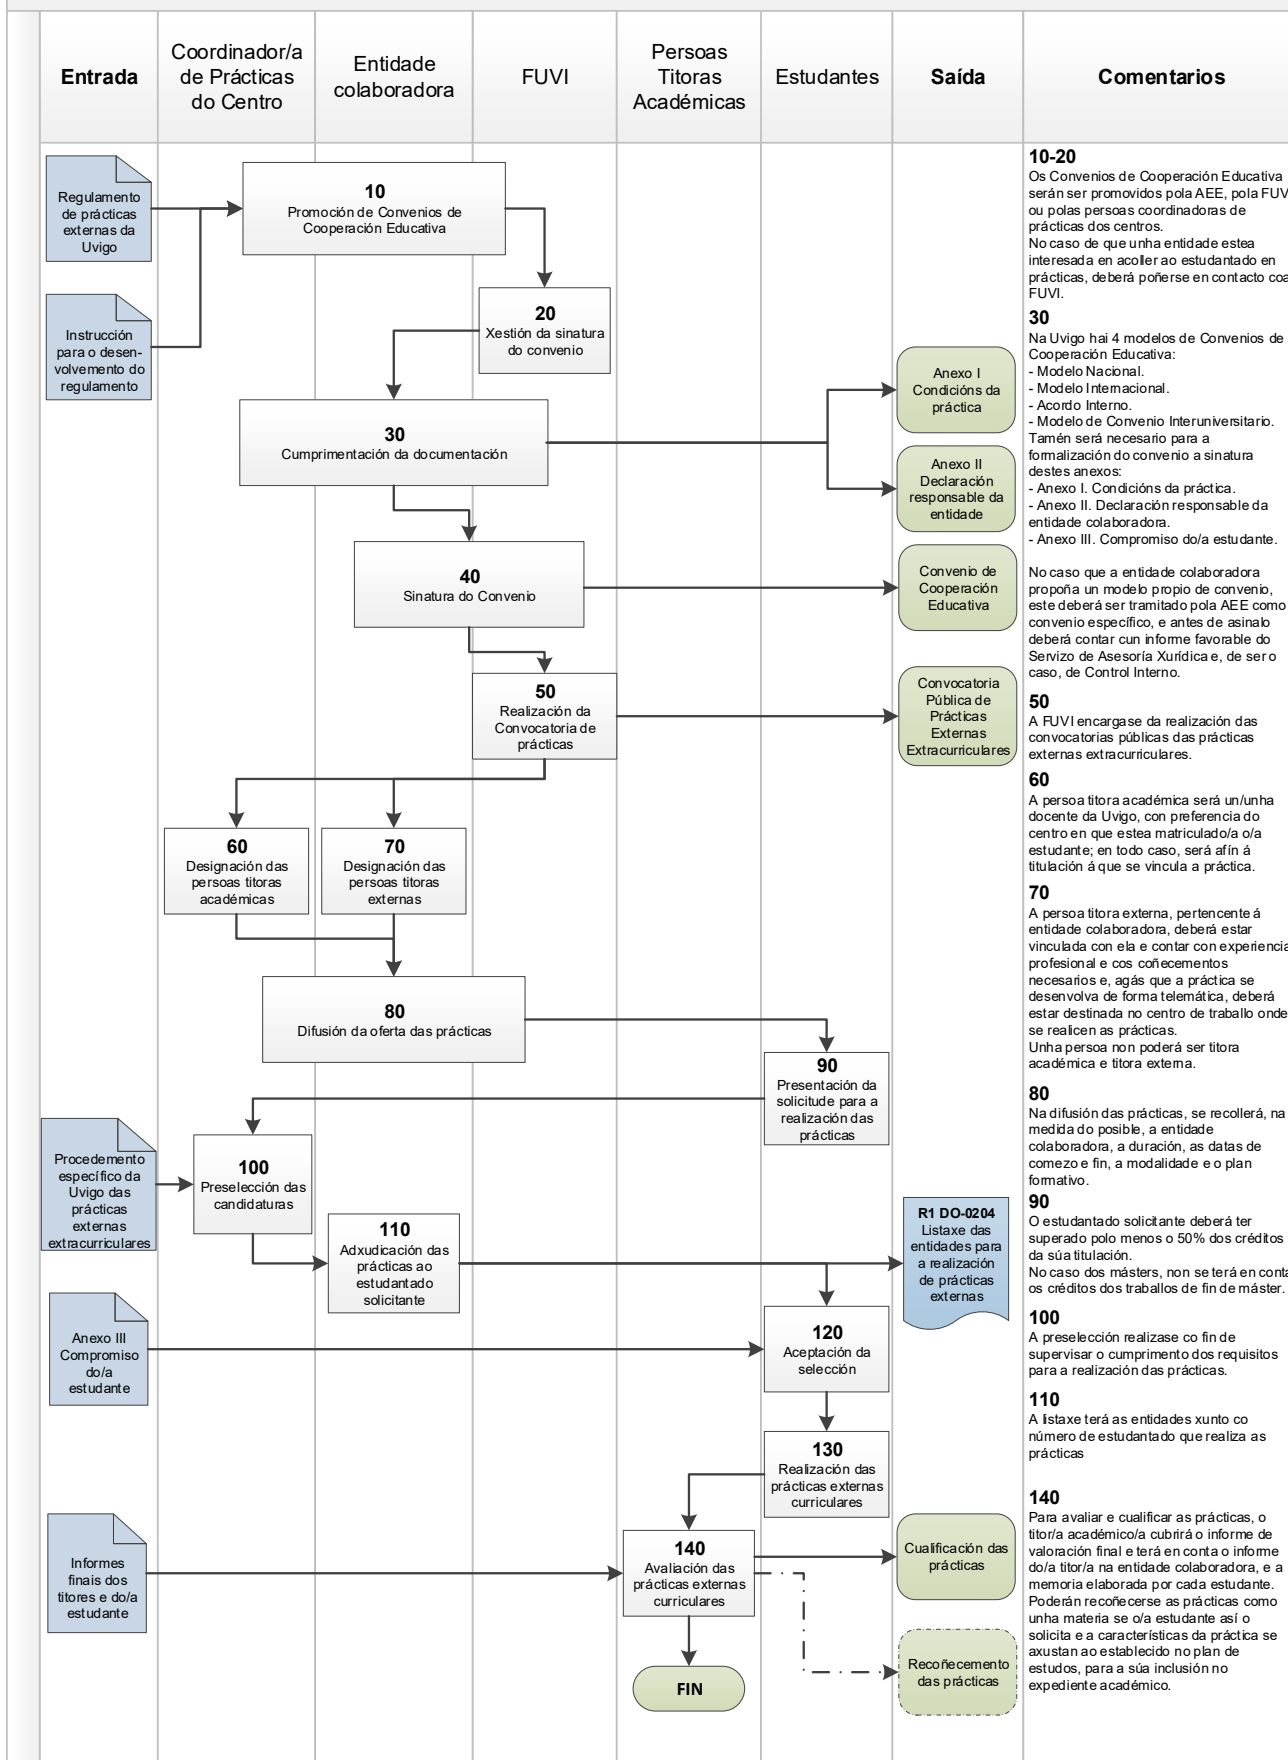 Entrada
Coordinador/a
de Prácticas
do Centro
Entidade
colaboradora
FUVI
Persoas
Titoras
Académicas
Estudantes
Saída
Comentarios
Regulamento
de prácticas
externas da
Uvigo
Instrucción
para o desen-
volvemento do
regulamento
10
Promoción de Convenios de
Cooperación Educativa
20
Xestión da sinatura
do convenio
30
Cumprimentación da documentación
Anexo I
Condicións da
práctica
Anexo II
Declaración
responsable da
entidade
40
Sinatura do Convenio
Convenio de
Cooperación
Educativa
50
Realización da
Convocatoria de
prácticas
Convocatoria
Pública de
Prácticas
Externas
Extracurriculares
60
Designación das
persoas titoras
académicas
70
Designación das
persoas titoras
externas
80
Difusión da oferta das prácticas
90
Presentación da
solicitude para a
realización das
prácticas
Procedemento
específico da
Uvigo das
prácticas
externas
extracurriculares
100
Preselección das
candidaturas
110
Adxudicación das
prácticas ao
estudantado
solicitante
R1 DO-0204
Listaxe das
entidades para
a realización
de prácticas
externas
Anexo III
Compromiso
do/a
estudante
120
Aceptación da
selección
130
Realización das
prácticas externas
curriculares
Informes
finais dos
titores e do/a
estudante
140
Avaliación das
prácticas externas
curriculares
Cualificación das
prácticas
Recoñecemento
das prácticas
FIN
10-20
Os Convenios de Cooperación Educativa
serán ser promovidos pola AEE, pola FUV
ou polas persoas coordinadoras de
prácticas dos centros.
No caso de que unha entidade estea
interesada en acoller ao estudantado en
prácticas, deberá poñerse en contacto coa
FUVI.
30
Na Uvigo hai 4 modelos de Convenios de
Cooperación Educativa:
- Modelo Nacional.
- Modelo Internacional.
- Acordo Interno.
- Modelo de Convenio Interuniversitario.
Tamén será necesario para a
formalización do convenio a sinatura
destes anexos:
- Anexo I. Condicións da práctica.
- Anexo II. Declaración responsable da
entidade colaboradora.
- Anexo III. Compromiso do/a estudante.
No caso que a entidade colaboradora
propoña un modelo propio de convenio,
este deberá ser tramitado pola AEE como
convenio específico, e antes de asinalo
deberá contar cun informe favorable do
Servizo de Asesoría Xurídica e, de ser o
caso, de Control Interno.
50
A FUVI encargase da realización das
convocatorias públicas das prácticas
externas extracurriculares.
60
A persoa titora académica será un/unha
docente da Uvigo, con preferencia do
centro en que estea matriculado/a o/a
estudante; en todo caso, será afín á
titulación á que se vincula a práctica.
70
A persoa titora externa, pertencente á
entidade colaboradora, deberá estar
vinculada con ela e contar con experiencia
profesional e cos coñecementos
necesarios e, agás que a práctica se
desenvolva de forma telemática, deberá
estar destinada no centro de traballo onde
se realicen as prácticas.
Unha persoa non poderá ser titora
académica e titora externa.
80
Na difusión das prácticas, se recollerá, na
medida do posible, a entidade
colaboradora, a duración, as datas de
comezo e fin, a modalidade e o plan
formativo.
90
O estudantado solicitante deberá ter
superado polo menos o 50% dos créditos
da súa titulación.
No caso dos másters, non se terá en conta
os créditos dos traballos de fin de máster.
100
A preselección realizase co fin de
supervisar o cumprimento dos requisitos
para a realización das prácticas.
110
A listaxe terá as entidades xunto co
número de estudantado que realiza as
prácticas
140
Para avaliar e cualificar as prácticas, o
titor/a académico/a cubrirá o informe de
valoración final e terá en conta o informe
do/a titor/a na entidade colaboradora, e a
memoria elaborada por cada estudante.
Poderán recoñecerse as prácticas como
unha materia se o/a estudante así o
solicita e a características da práctica se
axustan ao establecido no plan de
estudos, para a súa inclusión no
expediente académico.